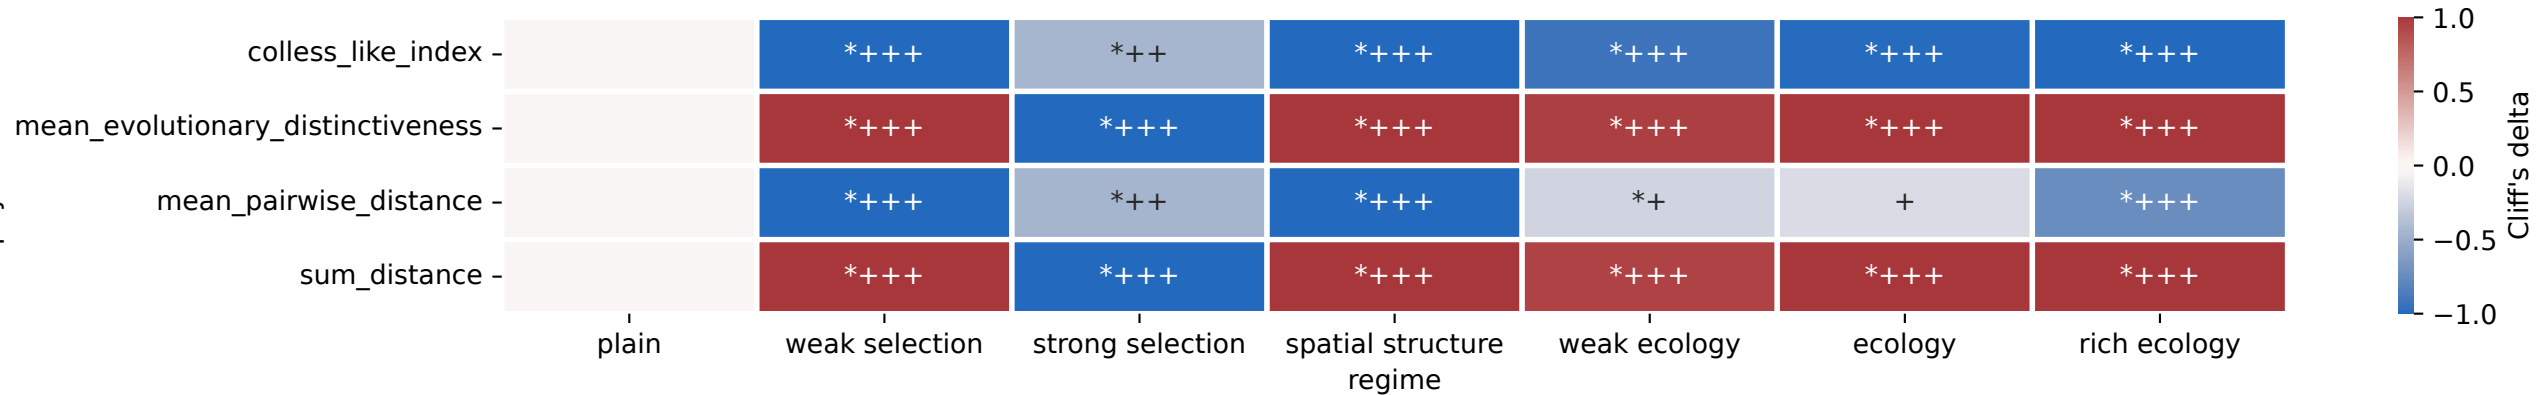 colless_like_index
*+++ *++ *+++ *+++ *+++ *+++
mean_evolutionary_distinctiveness
*+++ *+++ *+++ *+++ *+++ *+++
mean_pairwise_distance
*+++ *++ *+++ *+ + *+++
sum_distance
*+++ *+++ *+++ *+++ *+++ *+++
plain weak selection strong selection spatial structure weak ecology ecology rich ecology
regime
1.0
0.5
0.0
−0.5
−1.0
Cliff's delta